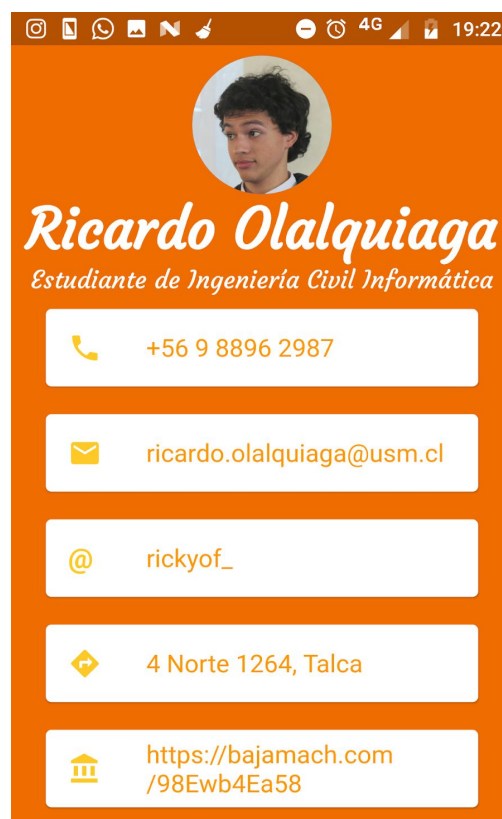 4G 19:22
Ricardo Olalquiaga
Estudiante de Ingeniería Civil Informática
+56 9 8896 2987
ricardo.olalquiaga@usm.cl
@ rickyof_
4 Norte 1264, Talca
https://bajamach.com
/98Ewb4Ea58